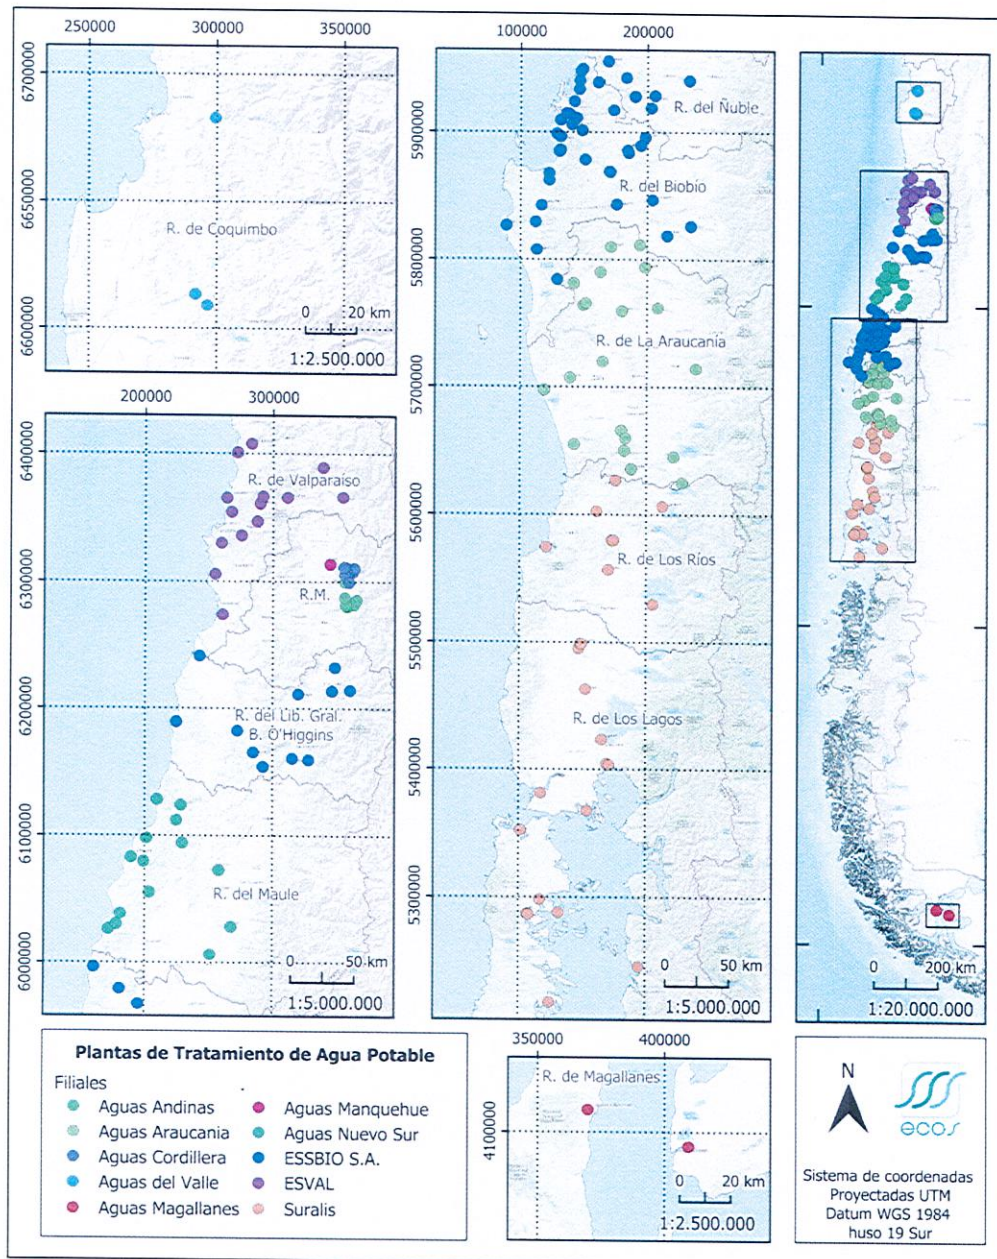 250000 300000 350000
6700000
6650000
6600000
R. de Coquimbo
0 20 km
1:2.500.000
200000 300000
6400000
6300000
6200000
6100000
6000000
R. de Valparaíso
R.M.
R. del Lib. Gral.
B. O'Higgins
R. del Maule
0 50 km
1:5.000.000
100000 200000
5900000
5800000
5700000
5600000
5500000
5400000
5300000
R. del Ñuble
R. del Biobío
R. de La Araucanía
R. de Los Ríos
R. de Los Lagos
0 50 km
1:5.000.000
0 200 km
1:20.000.000
Plantas de Tratamiento de Agua Potable
Filiales
Aguas Andinas
Aguas Araucania
Aguas Cordillera
Aguas del Valle
Aguas Magallanes
Aguas Manquehue
Aguas Nuevo Sur
ESSBIO S.A.
ESVAL
Suralis
350000 400000
4100000
R. de Magallanes
0 20 km
1:2.500.000
N
ecos
Sistema de coordenadas
Proyectadas UTM
Datum WGS 1984
huso 19 Sur